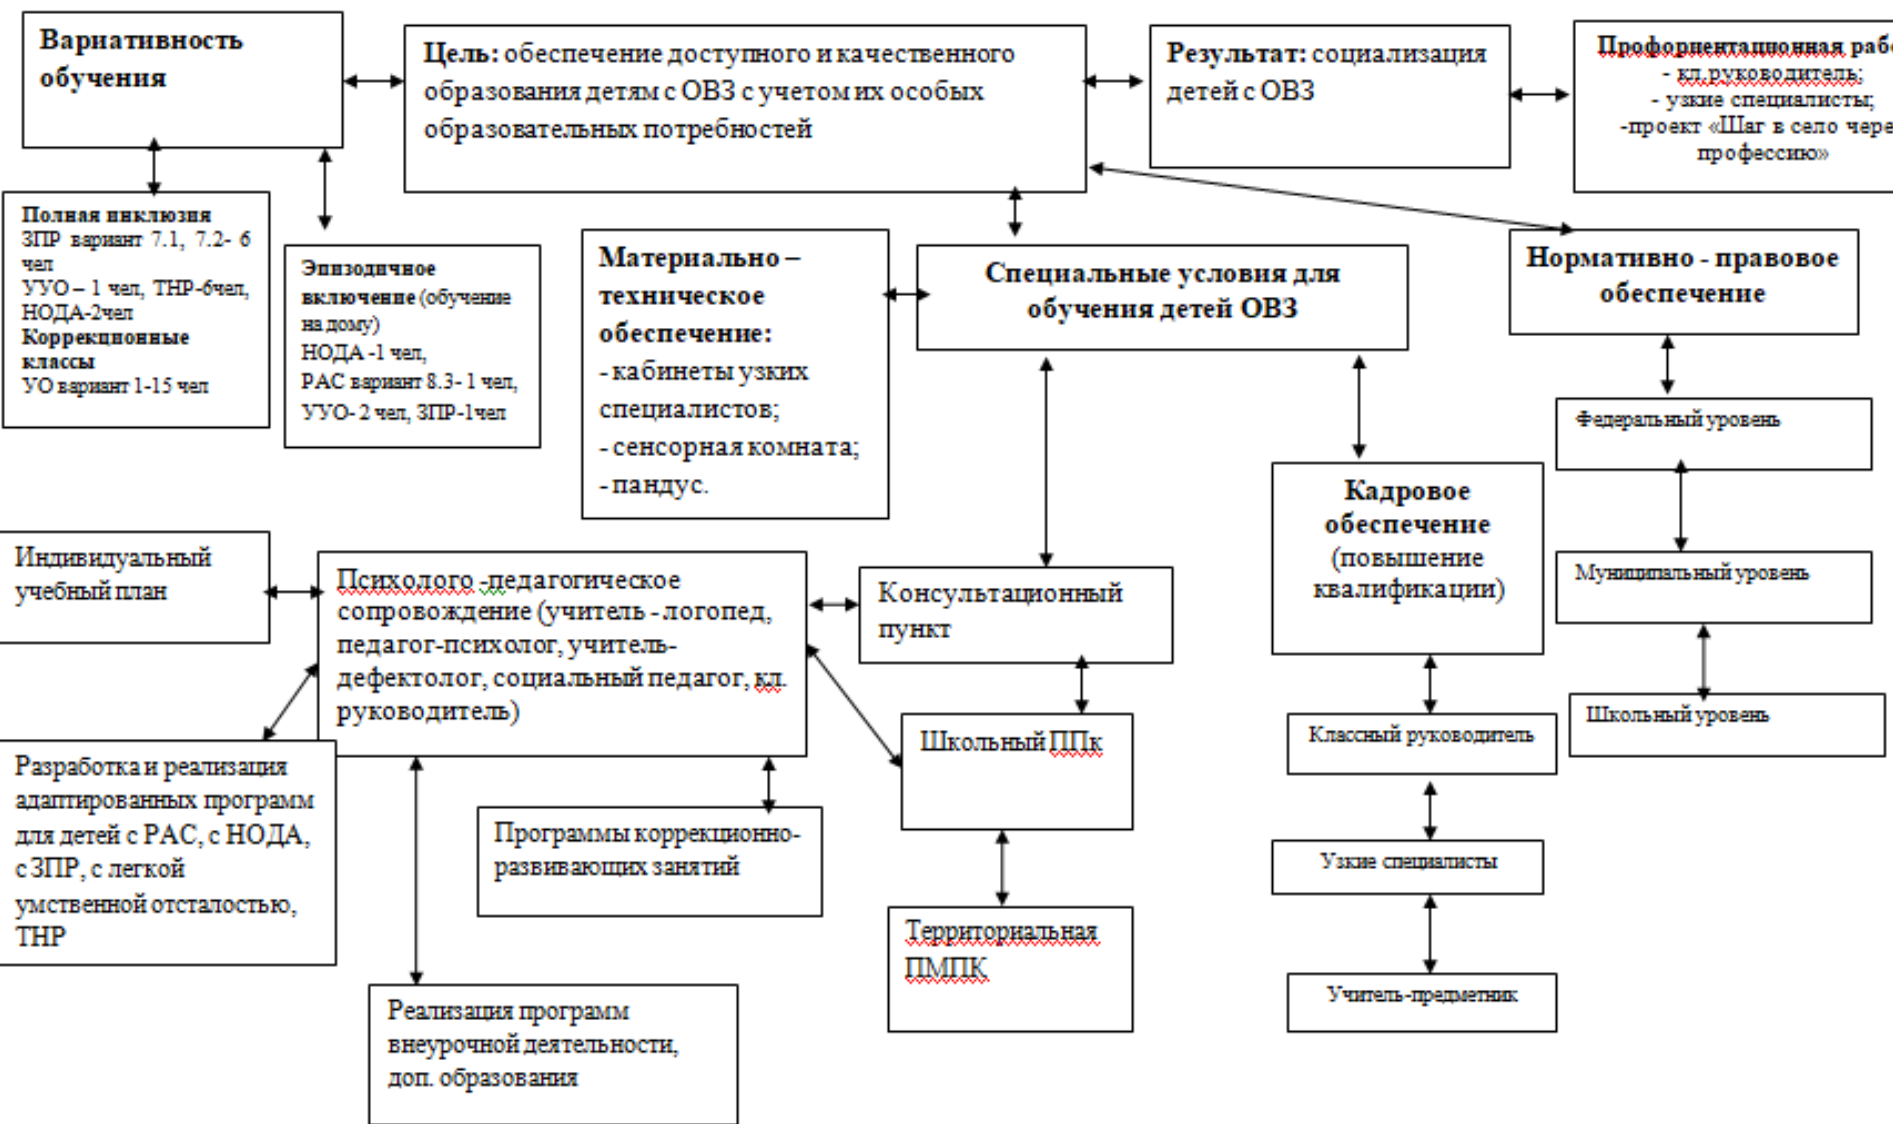 Вариативность
обучения
Цель: обеспечение доступного и качественного
образования детям с ОВЗ с учетом их особых
образовательных потребностей
Результат: социализация
детей с ОВЗ
Профориентационная
- кл.руководитель;
- узкие специалисты;
-проект «Шаг в село
профессию»
Полная инклюзия
ЗПР вариант 7.1, 7.2- 6
чел
УУО – 1 чел, ТНР-6чел,
НОДА-2чел
Коррекционные
классы
УО вариант 1-15 чел
Эпизодичное
включение (обучение
на дому)
НОДА -1 чел,
РАС вариант 8.3- 1 чел,
УУО- 2 чел, ЗПР-1чел
Материально –
техническое
обеспечение:
- кабинеты узких
специалистов;
- сенсорная комната;
- пандус.
Специальные условия для
обучения детей ОВЗ
Нормативно - правовое
обеспечение
Федеральный уровень
Муниципальный уровень
Школьный уровень
Кадровое
обеспечение
(повышение
квалификации)
Классный руководитель
Узкие специалисты
Учитель-предметник
Индивидуальный
учебный план
Психолого -педагогическое
сопровождение (учитель - логопед,
педагог-психолог, учитель-
дефектолог, социальный педагог, кл.
руководитель)
Консультационный
пункт
Школьный ППк
Территориальная
ПМПК
Разработка и реализация
адаптированных программ
для детей с РАС, с НОДА,
с ЗПР, с легкой
умственной отсталостью,
ТНР
Программы коррекционно-
развивающих занятий
Реализация программ
внеурочной деятельности,
доп. образования